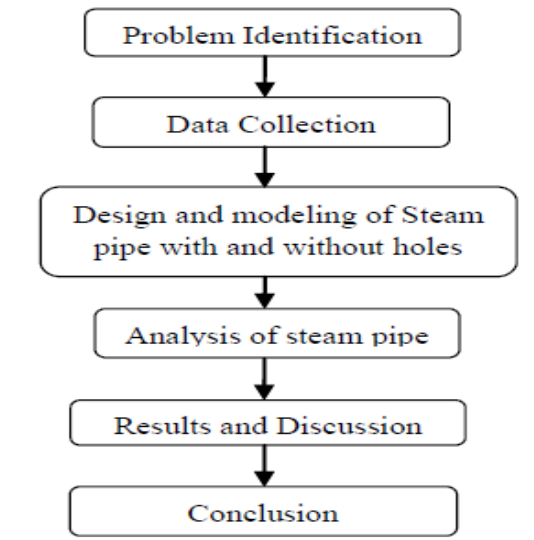 Problem Identification
Data Collection
Design and modeling of Steam
pipe with and without holes
Analysis of steam pipe
Results and Discussion
Conclusion